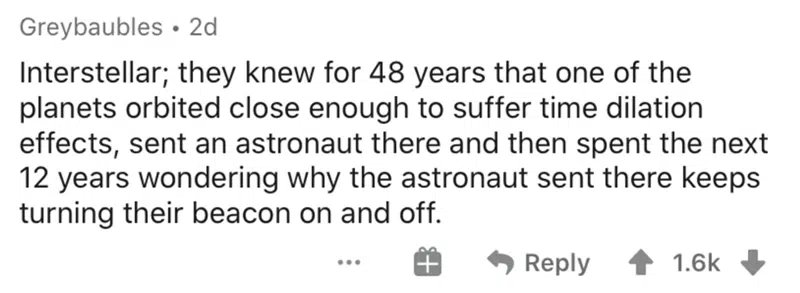 Greybaubles • 2d
Interstellar; they knew for 48 years that one of the
planets orbited close enough to suffer time dilation
effects, sent an astronaut there and then spent the next
12 years wondering why the astronaut sent there keeps
turning their beacon on and off.
... Reply 1.6k